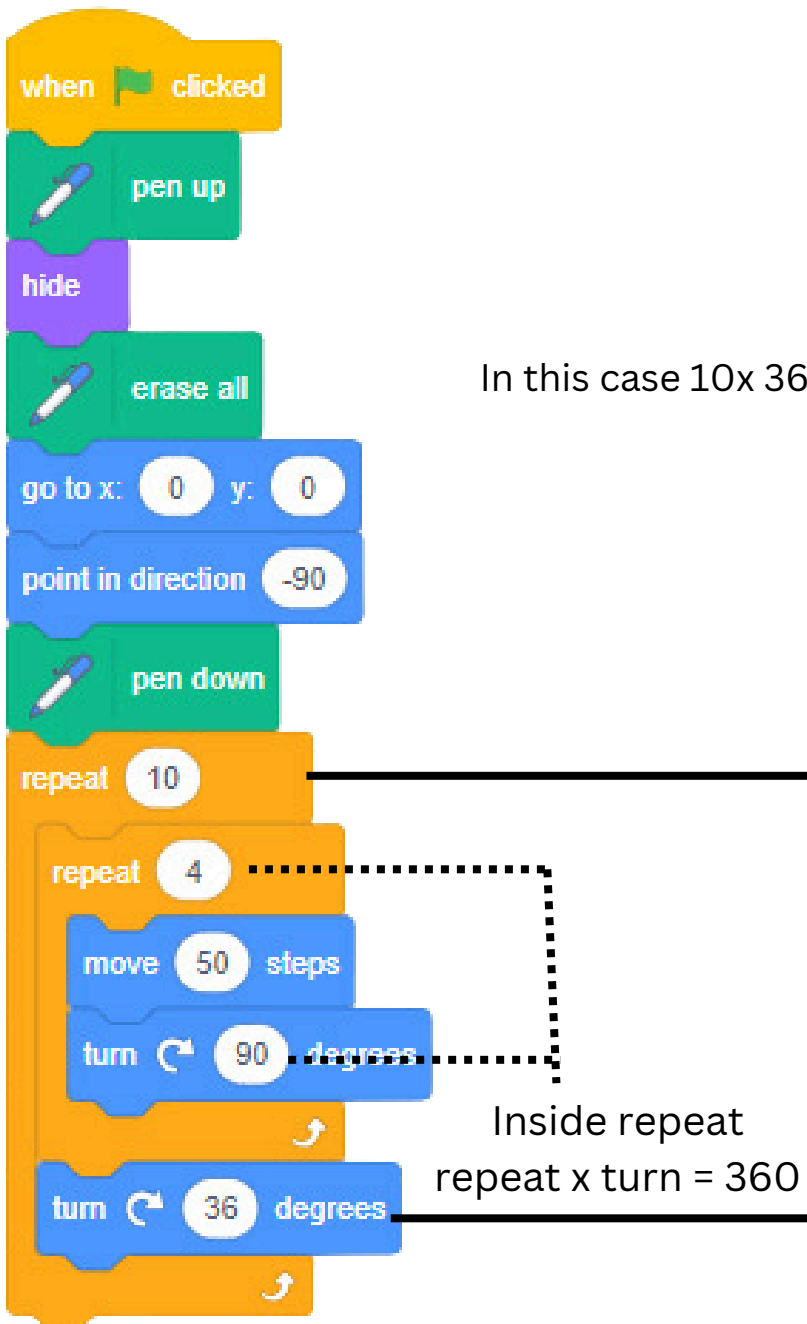 when clicked
pen up
hide
erase all
In this case 10x 36
go to x: 0 y: 0
point in direction -90
pen down
repeat 10
repeat 4
move 50 steps
turn 90 degrees
Inside repeat
repeat x turn = 360
turn 36 degrees